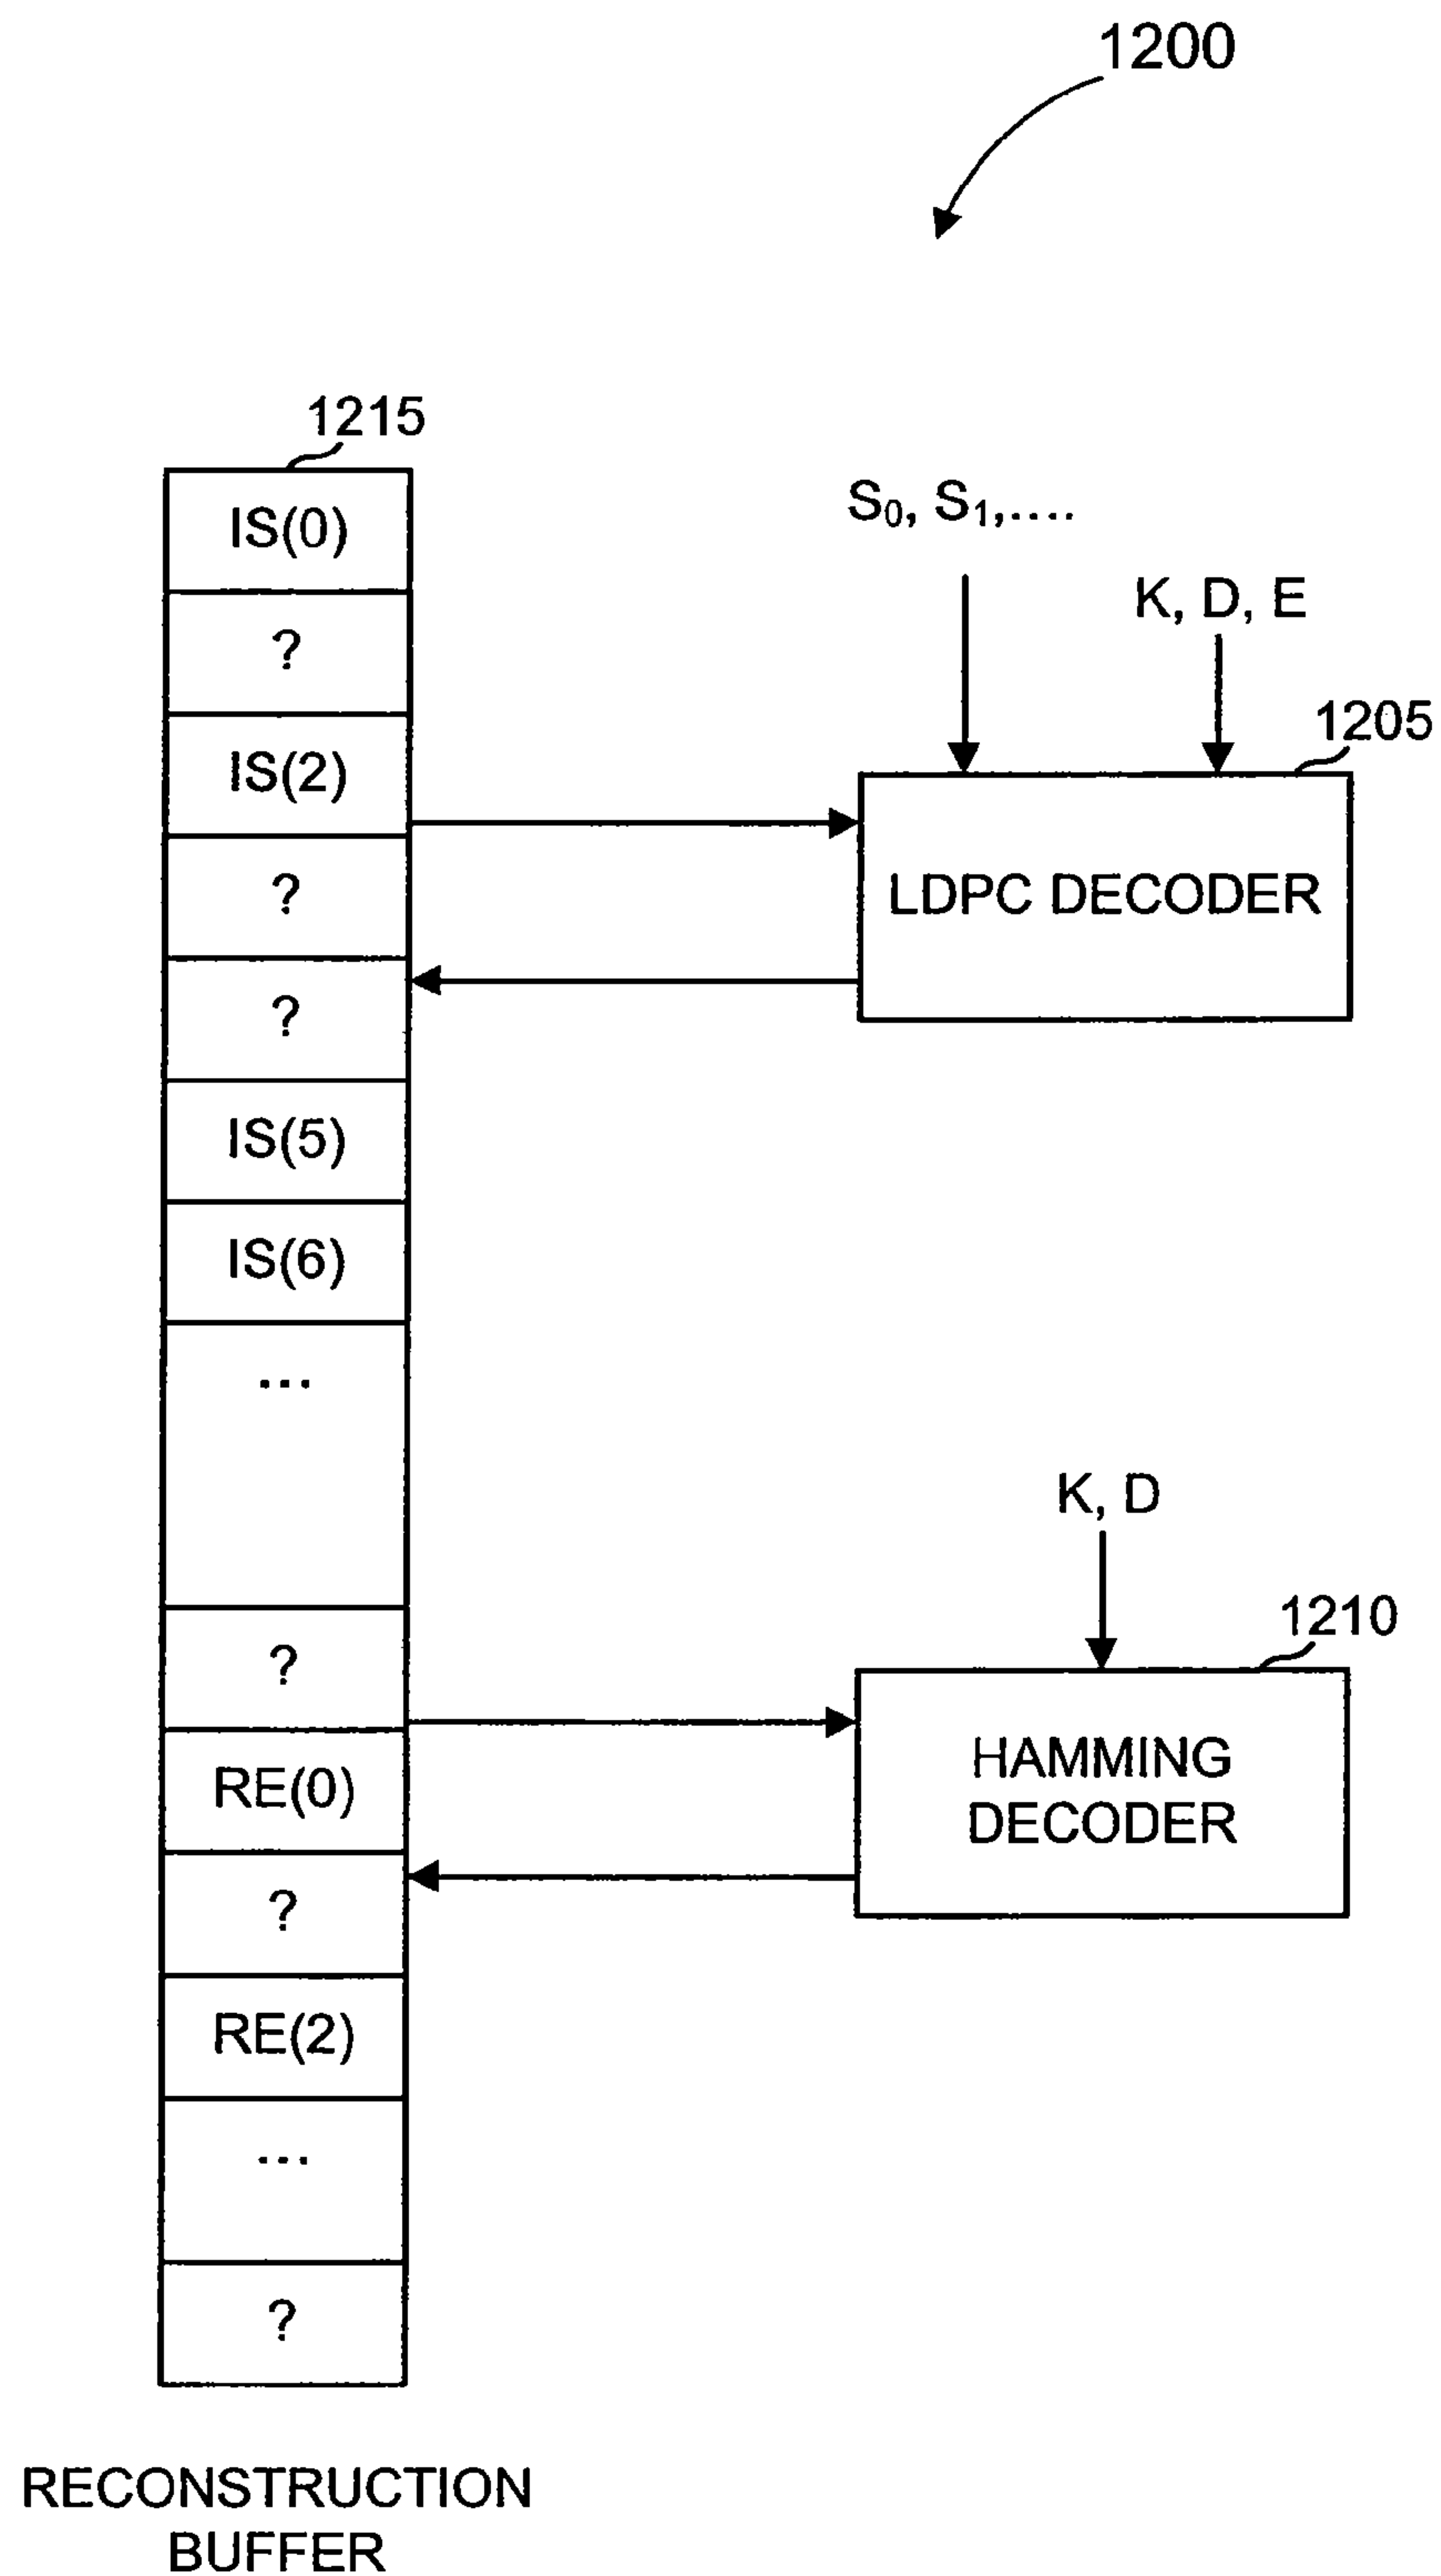 1200
1215
IS(0)
?
IS(2)
?
?
IS(5)
IS(6)
...
?
RE(0)
?
RE(2)
...
?
RECONSTRUCTION
BUFFER
S₀, S₁,....
K, D, E
1205
LDPC DECODER
K, D
1210
HAMMING
DECODER